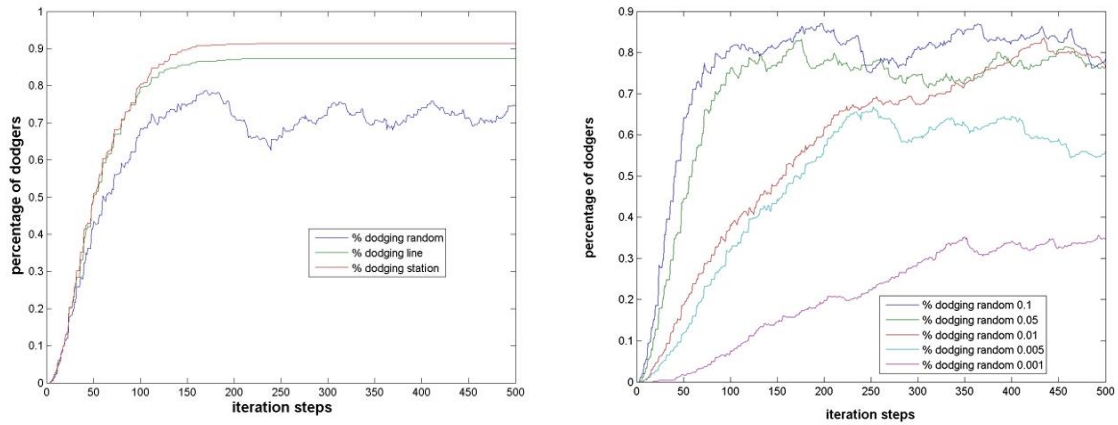 percentage of dodgers
1
0.9
0.8
0.7
0.6
0.5
0.4
0.3
0.2
0.1
0
0 50 100 150 200 250 300 350 400 450 500
iteration steps
% dodging random
% dodging line
% dodging station
percentage of dodgers
0.9
0.8
0.7
0.6
0.5
0.4
0.3
0.2
0.1
0
0 50 100 150 200 250 300 350 400 450 500
iteration steps
% dodging random 0.1
% dodging random 0.05
% dodging random 0.01
% dodging random 0.005
% dodging random 0.001